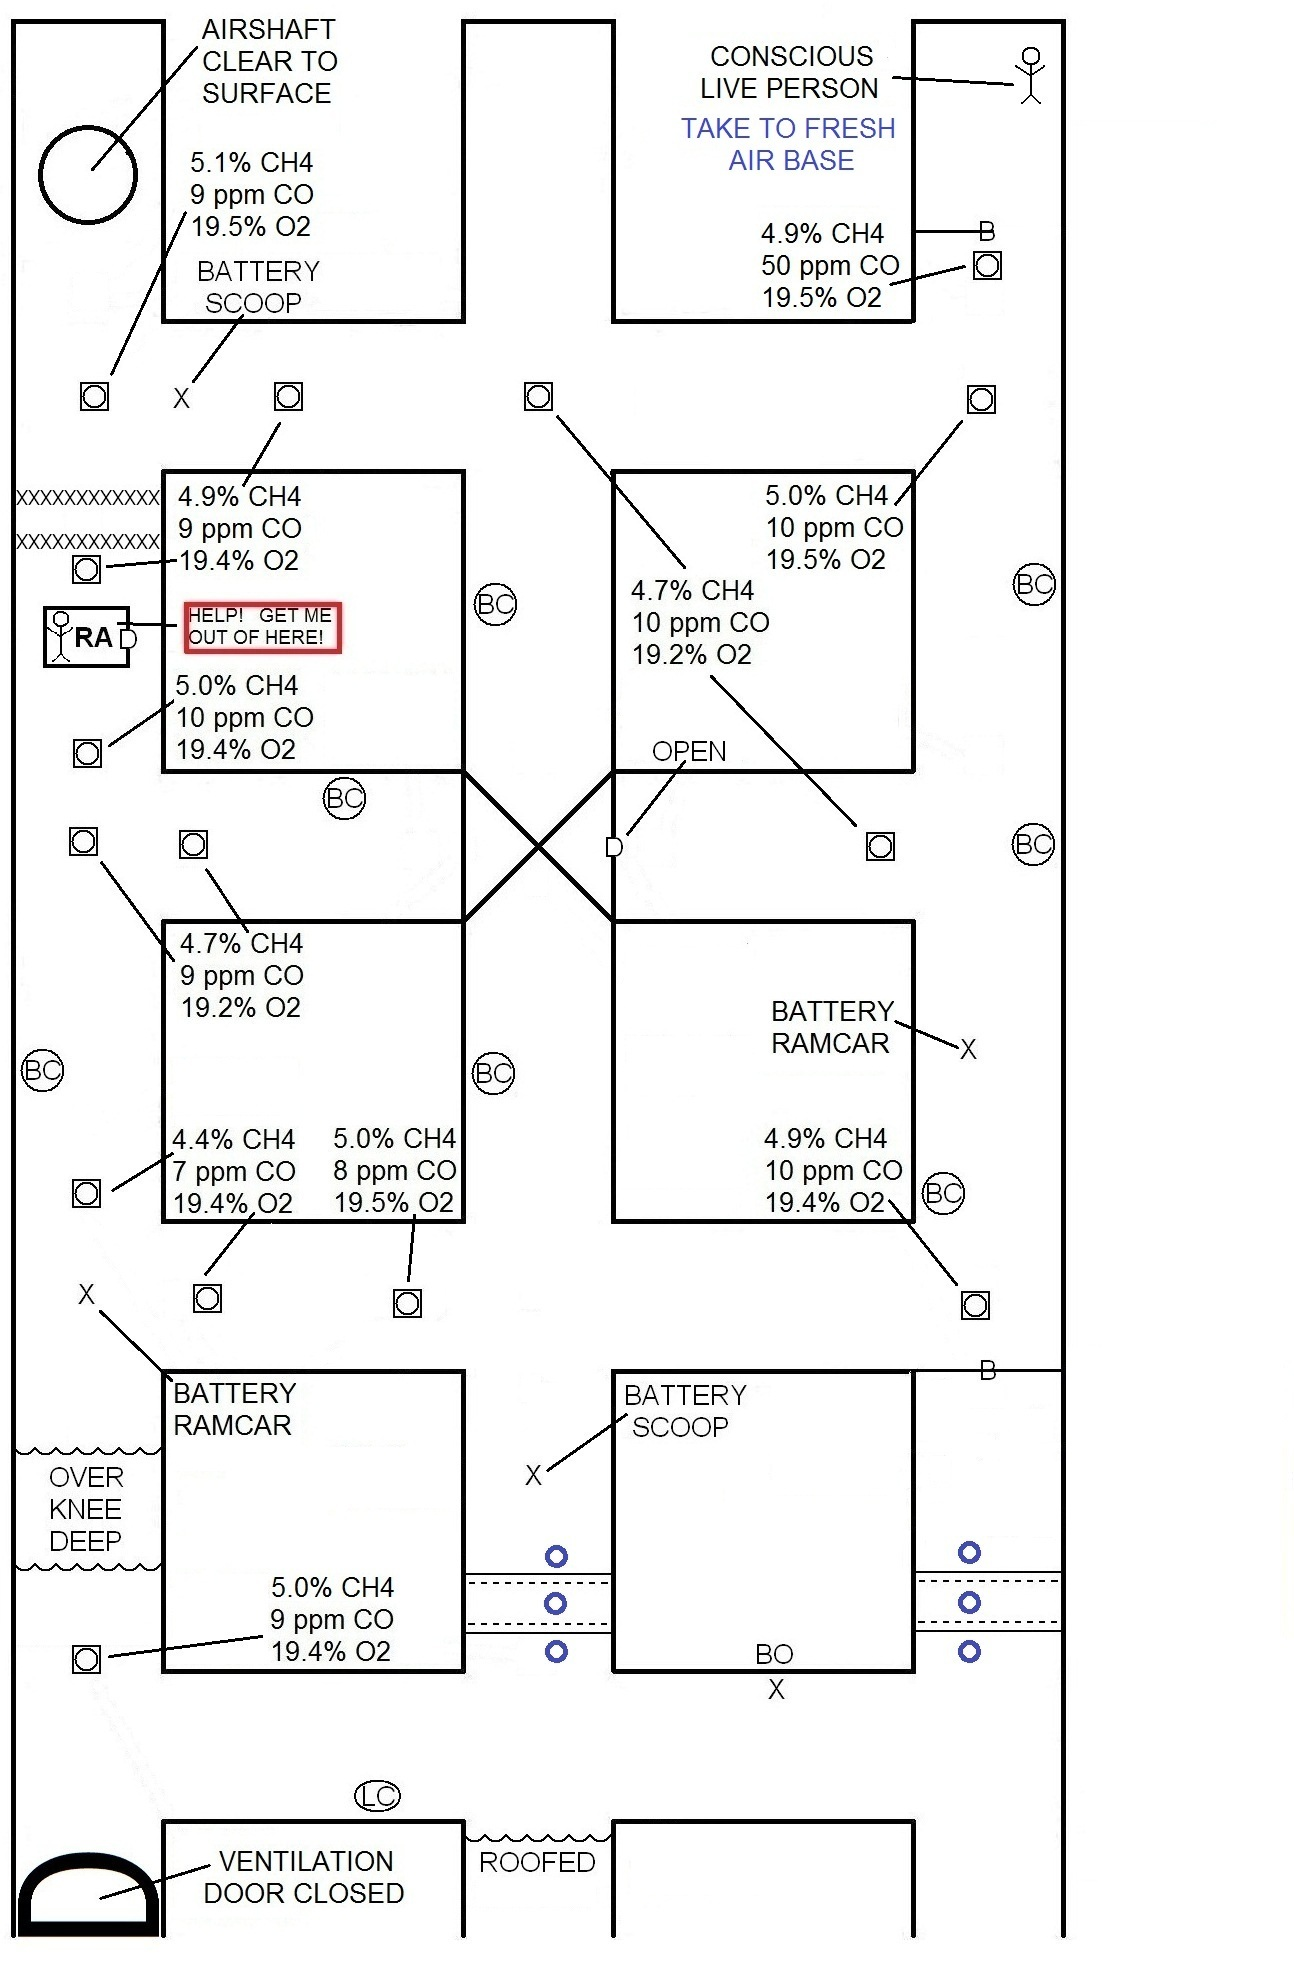 AIRSHAFT
CLEAR TO
SURFACE
CONSCIOUS
LIVE PERSON
TAKE TO FRESH
AIR BASE
5.1% CH4
9 ppm CO
19.5% O2
BATTERY
SCOOP
B
4.9% CH4
50 ppm CO
19.5% O2
X
XXXXXXXXXXXX
XXXXXXXXXXXX
4.9% CH4
9 ppm CO
19.4% O2
5.0% CH4
10 ppm CO
19.5% O2
BC
BC
4.7% CH4
10 ppm CO
19.2% O2
RA
HELP! GET ME
OUT OF HERE!
5.0% CH4
10 ppm CO
19.4% O2
OPEN
BC
BC
4.7% CH4
9 ppm CO
19.2% O2
BATTERY
RAMCAR
X
BC
BC
4.4% CH4
7 ppm CO
19.4% O2
5.0% CH4
8 ppm CO
19.5% O2
4.9% CH4
10 ppm CO
19.4% O2
BC
X
B
BATTERY
RAMCAR
BATTERY
SCOOP
X
OVER
KNEE
DEEP
5.0% CH4
9 ppm CO
19.4% O2
BO
X
LC
VENTILATION
DOOR CLOSED
ROOFED